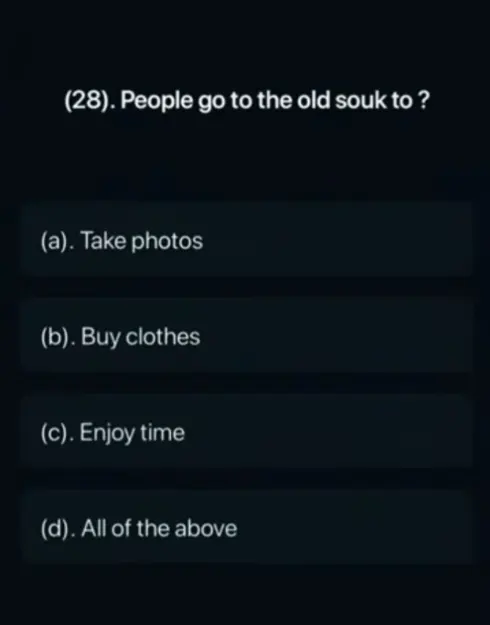 (28). People go to the old souk to ?
(a). Take photos
(b). Buy clothes
(c). Enjoy time
(d). All of the above